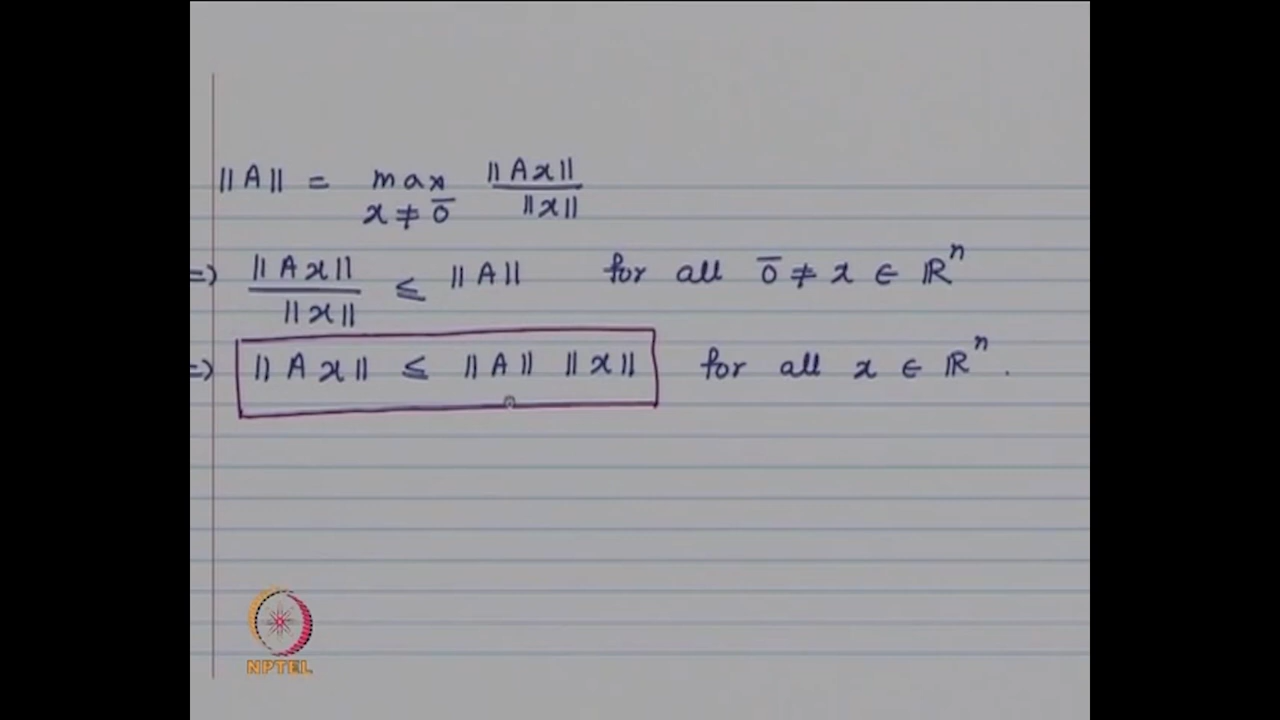 ||A|| = max ||Ax||
x ≠ 0̅ ||x||
=) ||Ax|| ≤ ||A|| for all 0̅ ≠ x ∈ ℝⁿ
||x||
=) ||Ax|| ≤ ||A|| ||x|| for all x ∈ ℝⁿ.
NPTEL